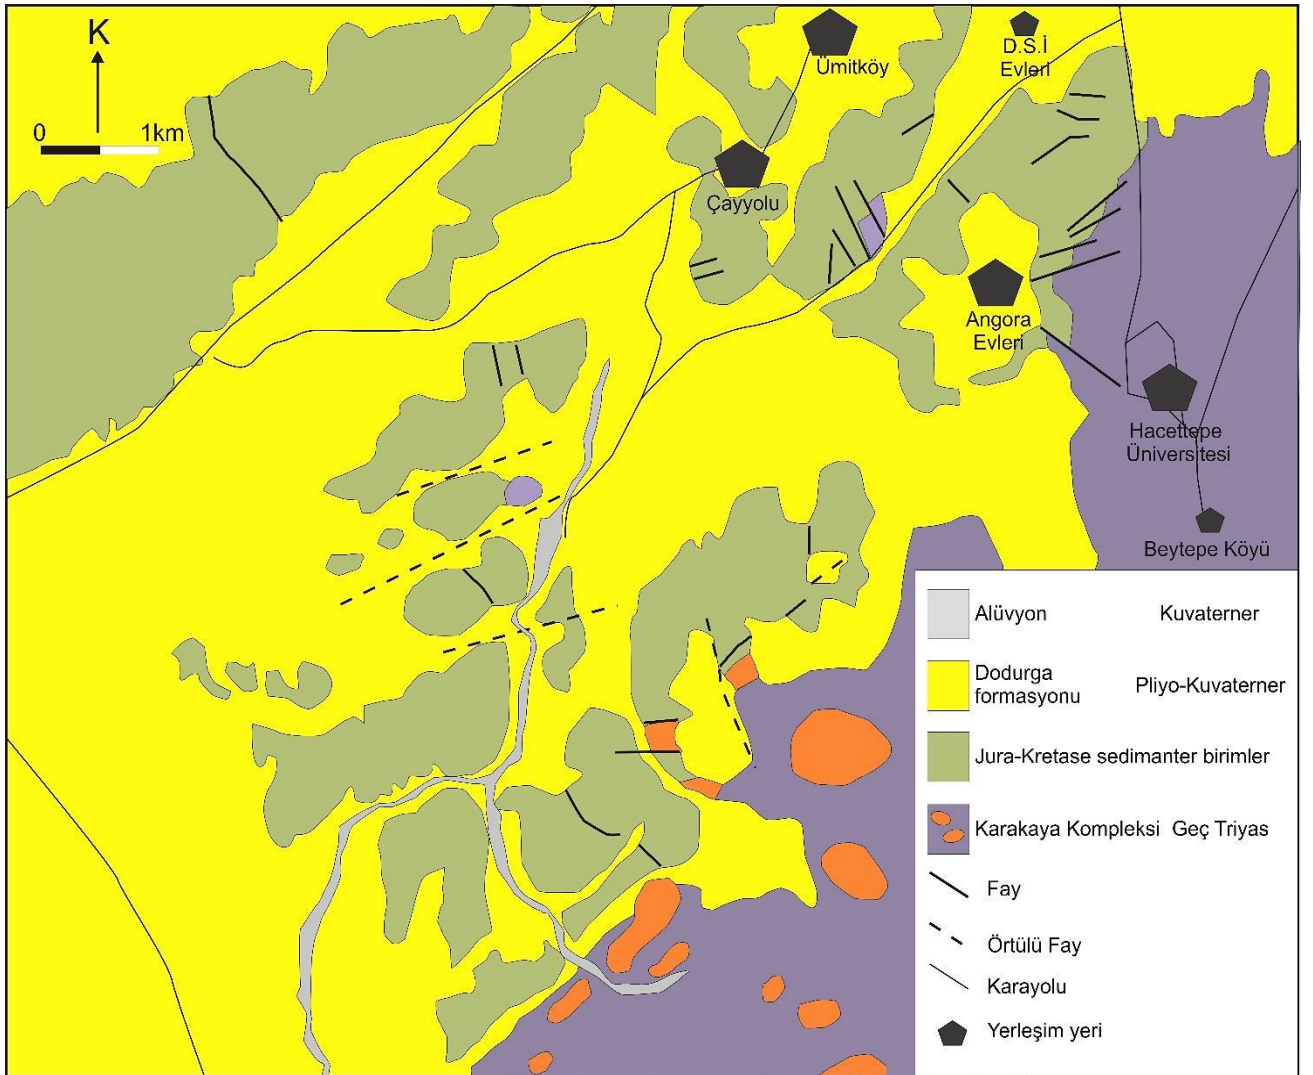 K
0 1km
Ümitköy
D.S.İ
Evleri
Çayyolu
Angora
Evleri
Hacettepe
Üniversitesi
Beytepe Köyü
Alüvyon Kuvaterner
Dodurga
formasyonu Pliyo-Kuvaterner
Jura-Kretase sedimanter birimler
Karakaya Kompleksi Geç Triyas
Fay
Örtülü Fay
Karayolu
Yerleşim yeri